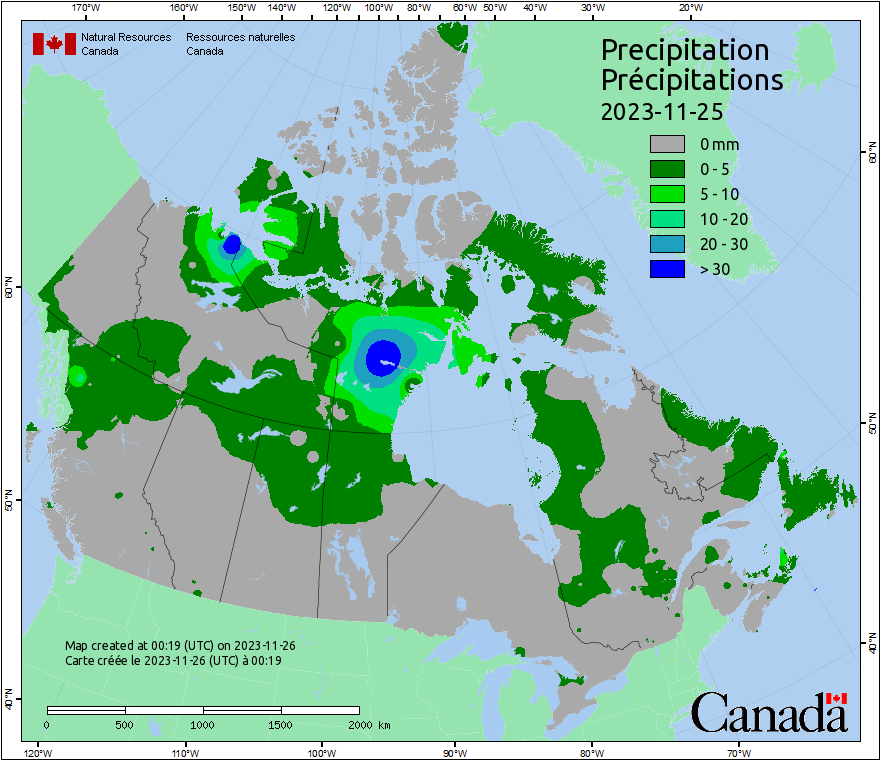 170°W 160°W 150°W 140°W 130°W 120°W 110°W 100°W 90°W 80°W 70°W 60°W 50°W 40°W 30°W 20°W
Natural Resources Ressources naturelles
Canada Canada
Precipitation
Précipitations
2023-11-25
0 mm
0 - 5
5 - 10
10 - 20
20 - 30
> 30
60°N
50°N
40°N
60°N
50°N
40°N
Map created at 00:19 (UTC) on 2023-11-26
Carte créée le 2023-11-26 (UTC) à 00:19
0 500 1000 1500 2000 km
Canada
120°W 110°W 100°W 90°W 80°W 70°W